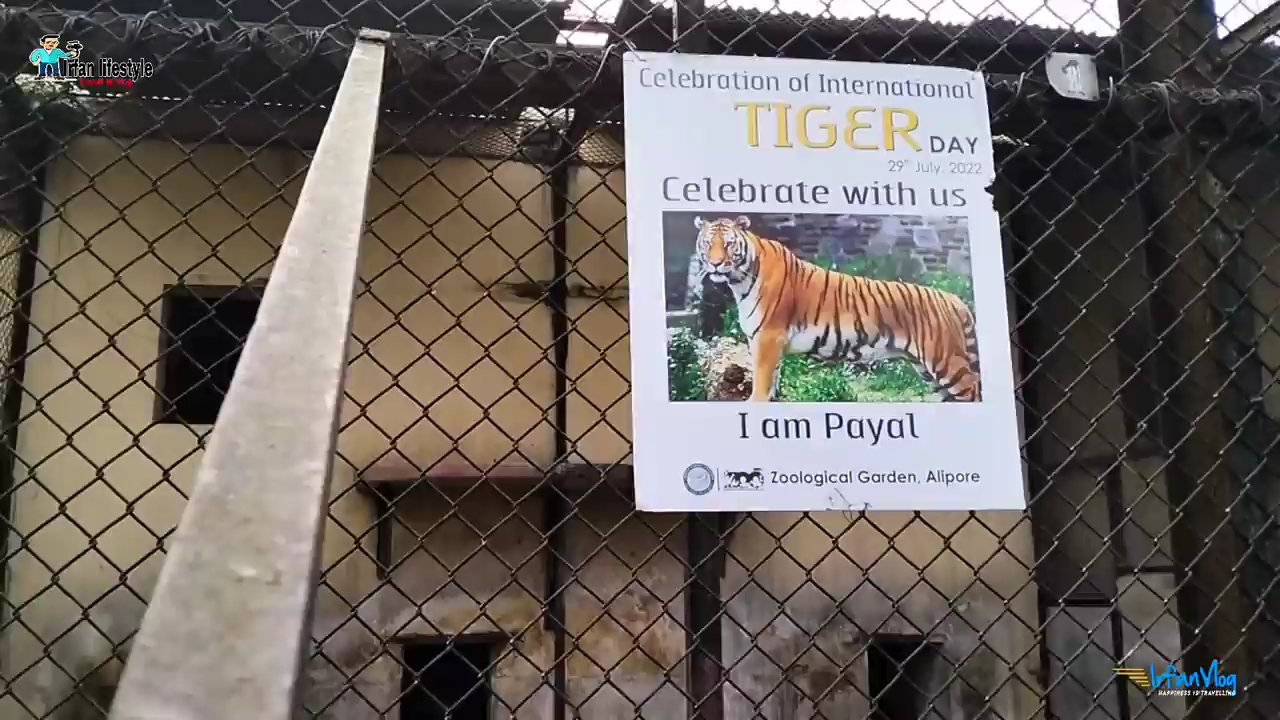 Irfan lifestyle
Celebration of International
TIGER DAY
29th July, 2022
Celebrate with us
I am Payal
Zoological Garden, Alipore
IrfanVlog